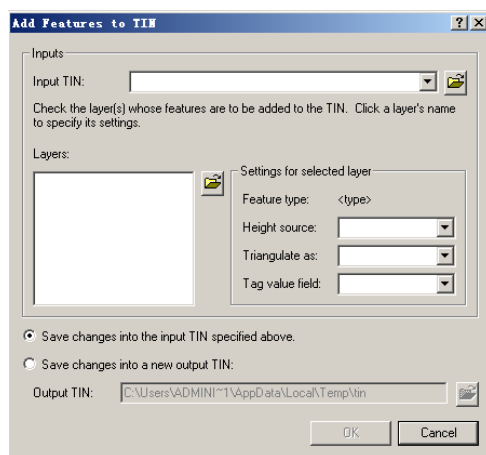 Add Features to TIN
Inputs
Input TIN:
Check the layer(s) whose features are to be added to the TIN. Click a layer's name
to specify its settings.
Layers:
Settings for selected layer
Feature type: <type>
Height source:
Triangulate as:
Tag value field:
Save changes into the input TIN specified above.
Save changes into a new output TIN:
Output TIN: C:\Users\ADMINI~1\AppData\Local\Temp\tin
OK Cancel